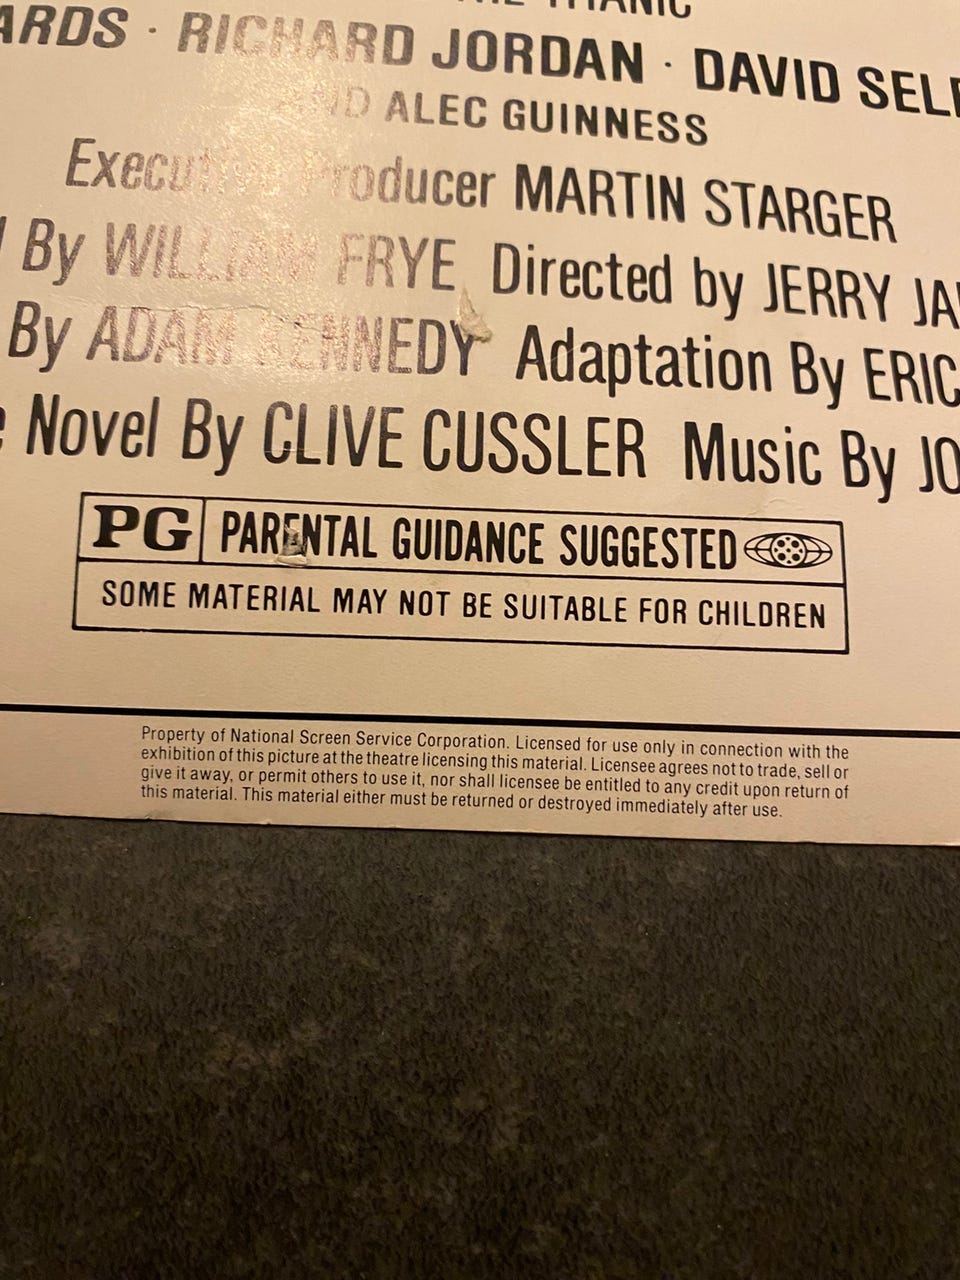 TITANIC
ARDS · RICHARD JORDAN · DAVID SEL
AND ALEC GUINNESS
Executive Producer MARTIN STARGER
By WILLIAM FRYE Directed by JERRY JA
By ADAM KENNEDY Adaptation By ERIC
Novel By CLIVE CUSSLER Music By JO
PG PARENTAL GUIDANCE SUGGESTED
SOME MATERIAL MAY NOT BE SUITABLE FOR CHILDREN
Property of National Screen Service Corporation. Licensed for use only in connection with the
exhibition of this picture at the theatre licensing this material. Licensee agrees not to trade, sell or
give it away, or permit others to use it, nor shall licensee be entitled to any credit upon return of
this material. This material either must be returned or destroyed immediately after use.